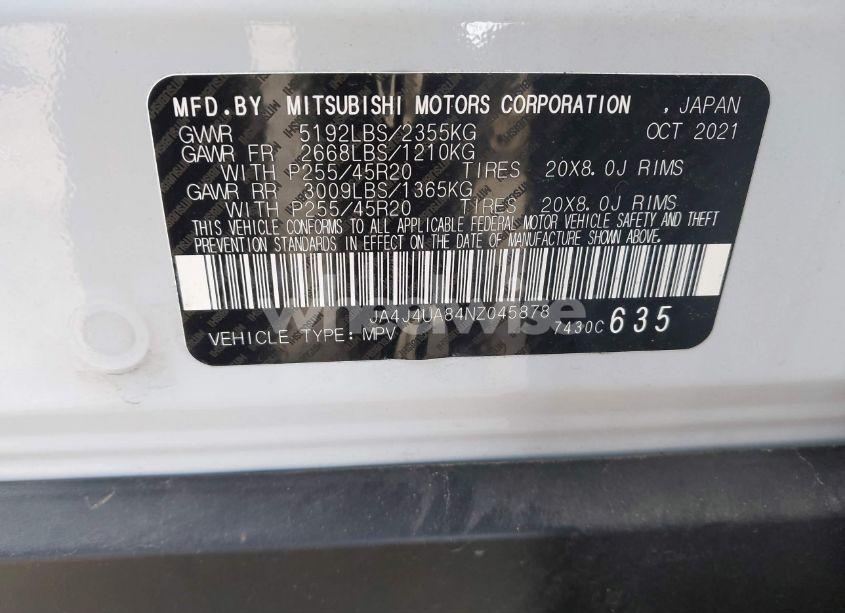 MFD.BY MITSUBISHI MOTORS CORPORATION , JAPAN
GVWR 5192LBS/2355KG OCT 2021
GAWR FR 2668LBS/1210KG
WITH P255/45R20 TIRES 20X8.0J RIMS
GAWR RR 3009LBS/1365KG
WITH P255/45R20 TIRES 20X8.0J RIMS
THIS VEHICLE CONFORMS TO ALL APPLICABLE FEDERAL MOTOR VEHICLE SAFETY AND THEFT
PREVENTION STANDARDS IN EFFECT ON THE DATE OF MANUFACTURE SHOWN ABOVE.
wheelwise
JA4J4UA84NZ045878
VEHICLE TYPE: MPV 7430C 635